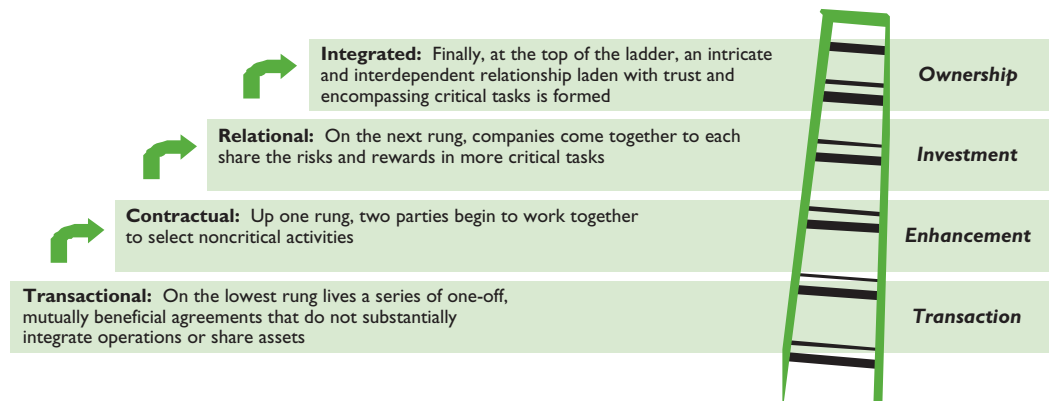 Integrated: Finally, at the top of the ladder, an intricate
and interdependent relationship laden with trust and
encompassing critical tasks is formed
Ownership
Relational: On the next rung, companies come together to each
share the risks and rewards in more critical tasks
Investment
Contractual: Up one rung, two parties begin to work together
to select noncritical activities
Enhancement
Transactional: On the lowest rung lives a series of one-off,
mutually beneficial agreements that do not substantially
integrate operations or share assets
Transaction